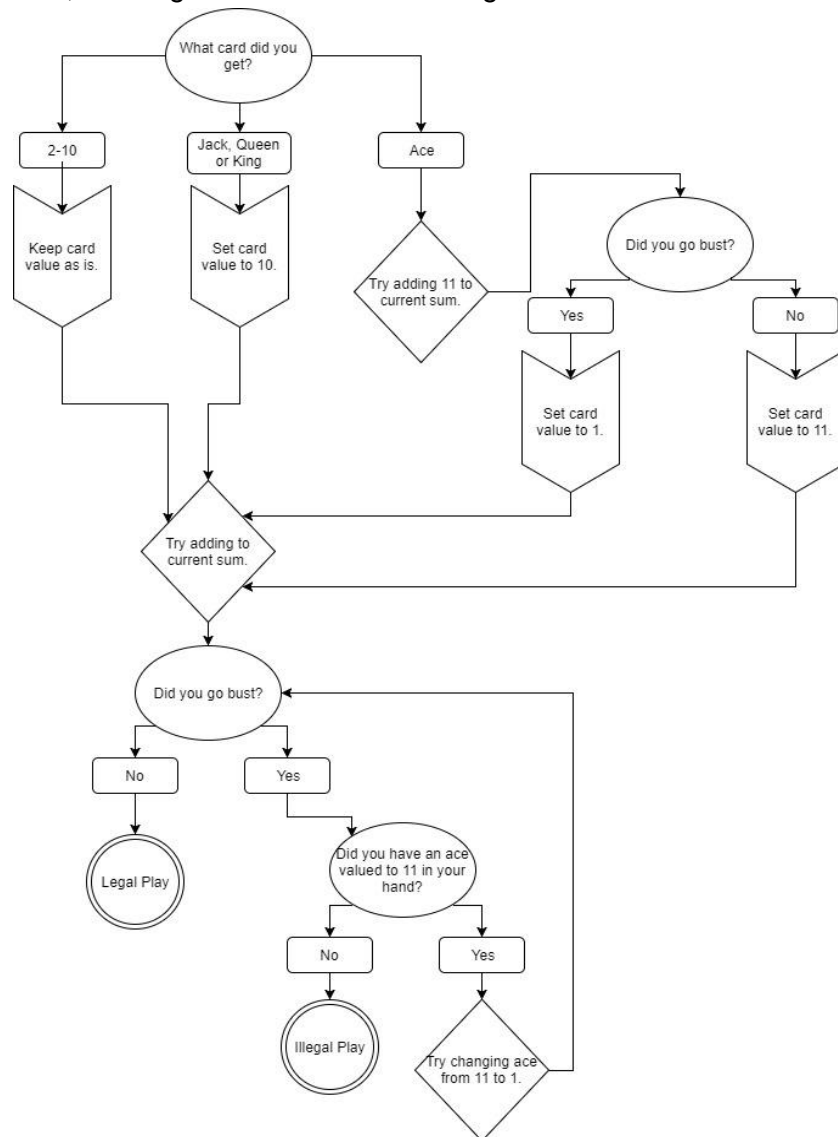 What card did you
get?
2-10
Jack, Queen
or King
Ace
Keep card
value as is.
Set card
value to 10.
Try adding 11 to
current sum.
Did you go bust?
Yes
No
Set card
value to 1.
Set card
value to 11.
Try adding to
current sum.
Did you go bust?
No
Yes
Legal Play
Did you have an ace
valued to 11 in your
hand?
No
Yes
Illegal Play
Try changing ace
from 11 to 1.